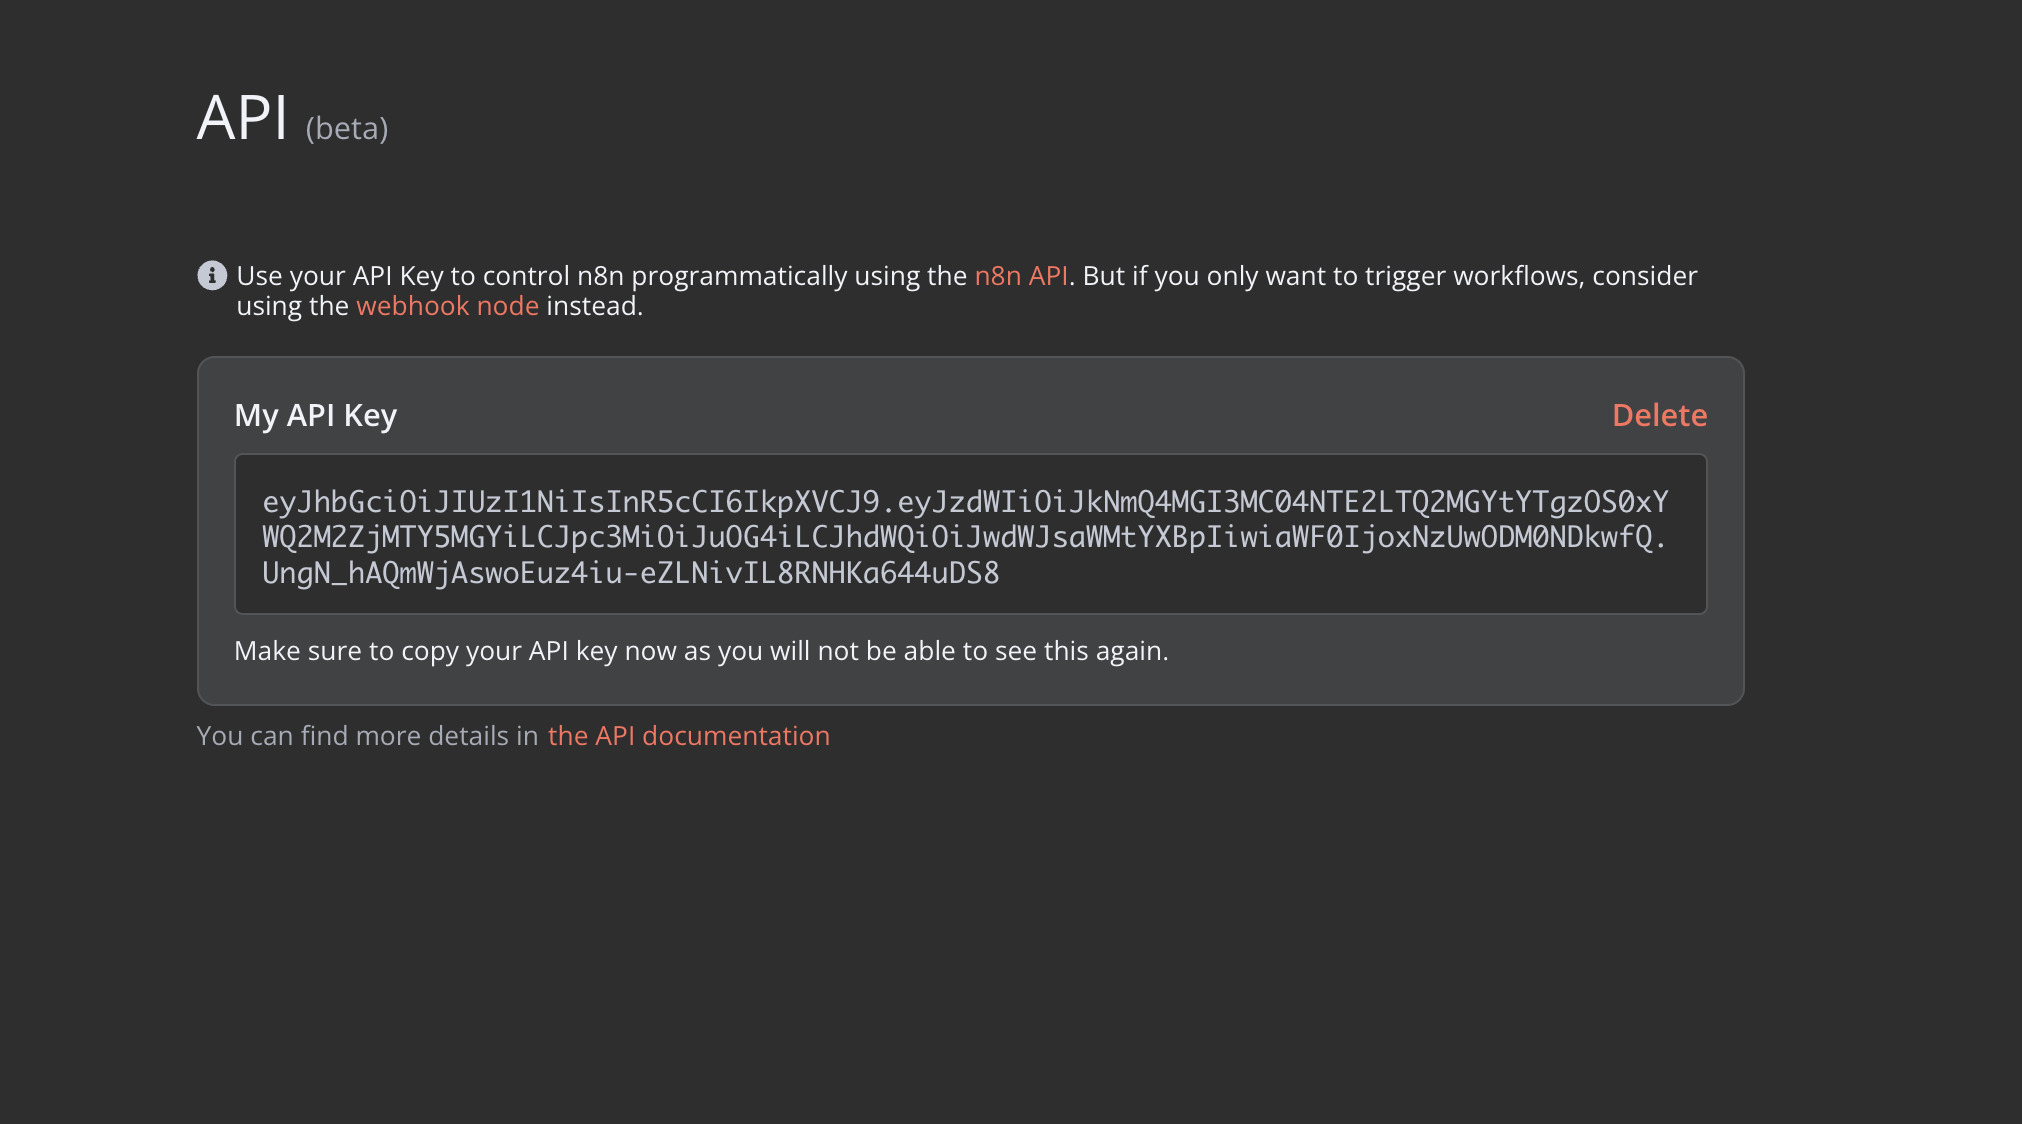 API (beta)
Use your API Key to control n8n programmatically using the n8n API. But if you only want to trigger workflows, consider
using the webhook node instead.
My API Key
Delete
eyJhbGciOiJIUzI1NiIsInR5cCI6IkpXVCJ9.eyJzdWIiOiJkNmQ4MGI3MC04NTE2LTQ2MGYtYTgzOS0xY
WQ2M2ZjMTY5MGYiLCJpc3MiOiJuOG4iLCJhdWQiOiJwdWJsaWMtYXBpIiwiaWF0IjoxNzUwODM0NDkwfQ.
UngN_hAQmWjAswoEuz4iu-eZLNivIL8RNHKa644uDS8
Make sure to copy your API key now as you will not be able to see this again.
You can find more details in the API documentation